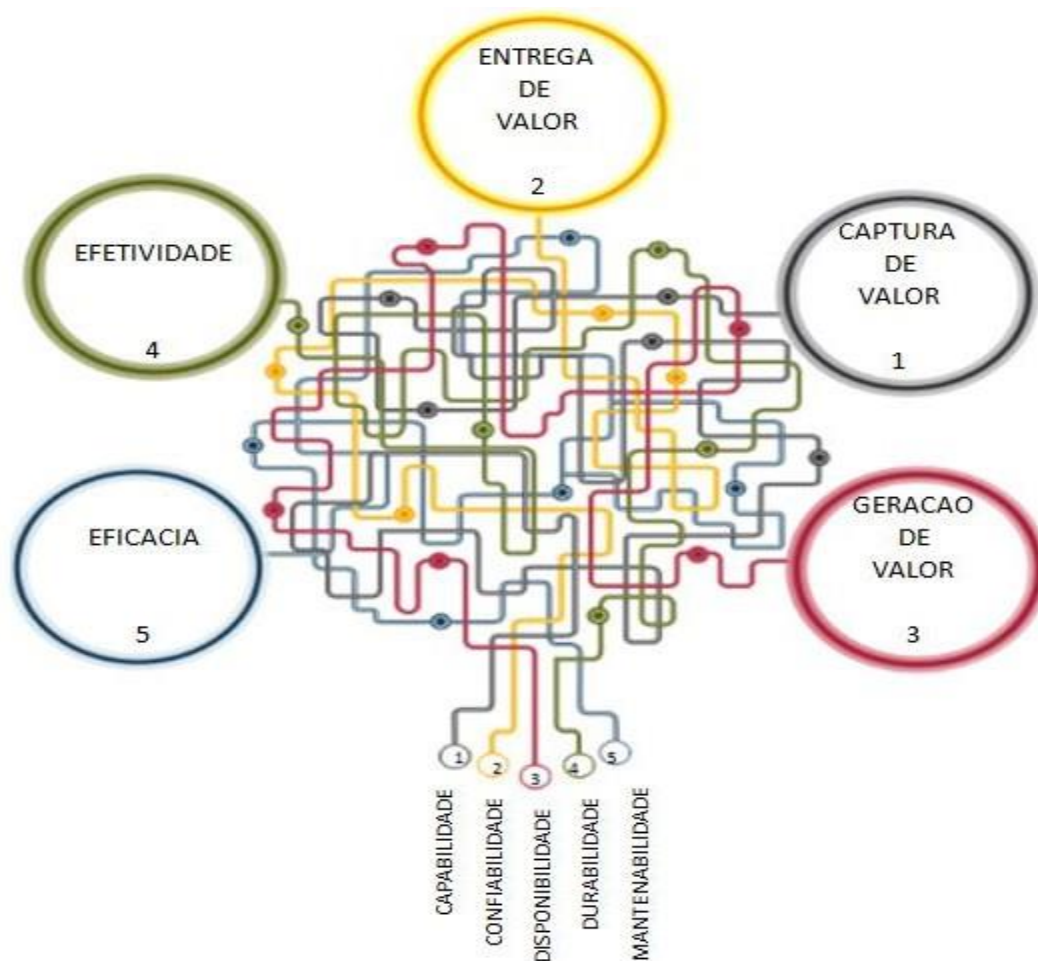 ENTREGA
DE
VALOR
2
EFETIVIDADE
4
CAPTURA
DE
VALOR
1
EFICACIA
5
GERACAO
DE
VALOR
3
1
2
3
4
5
CAPABILIDADE
CONFIABILIDADE
DISPONIBILIDADE
DURABILIDADE
MANTENABILIDADE